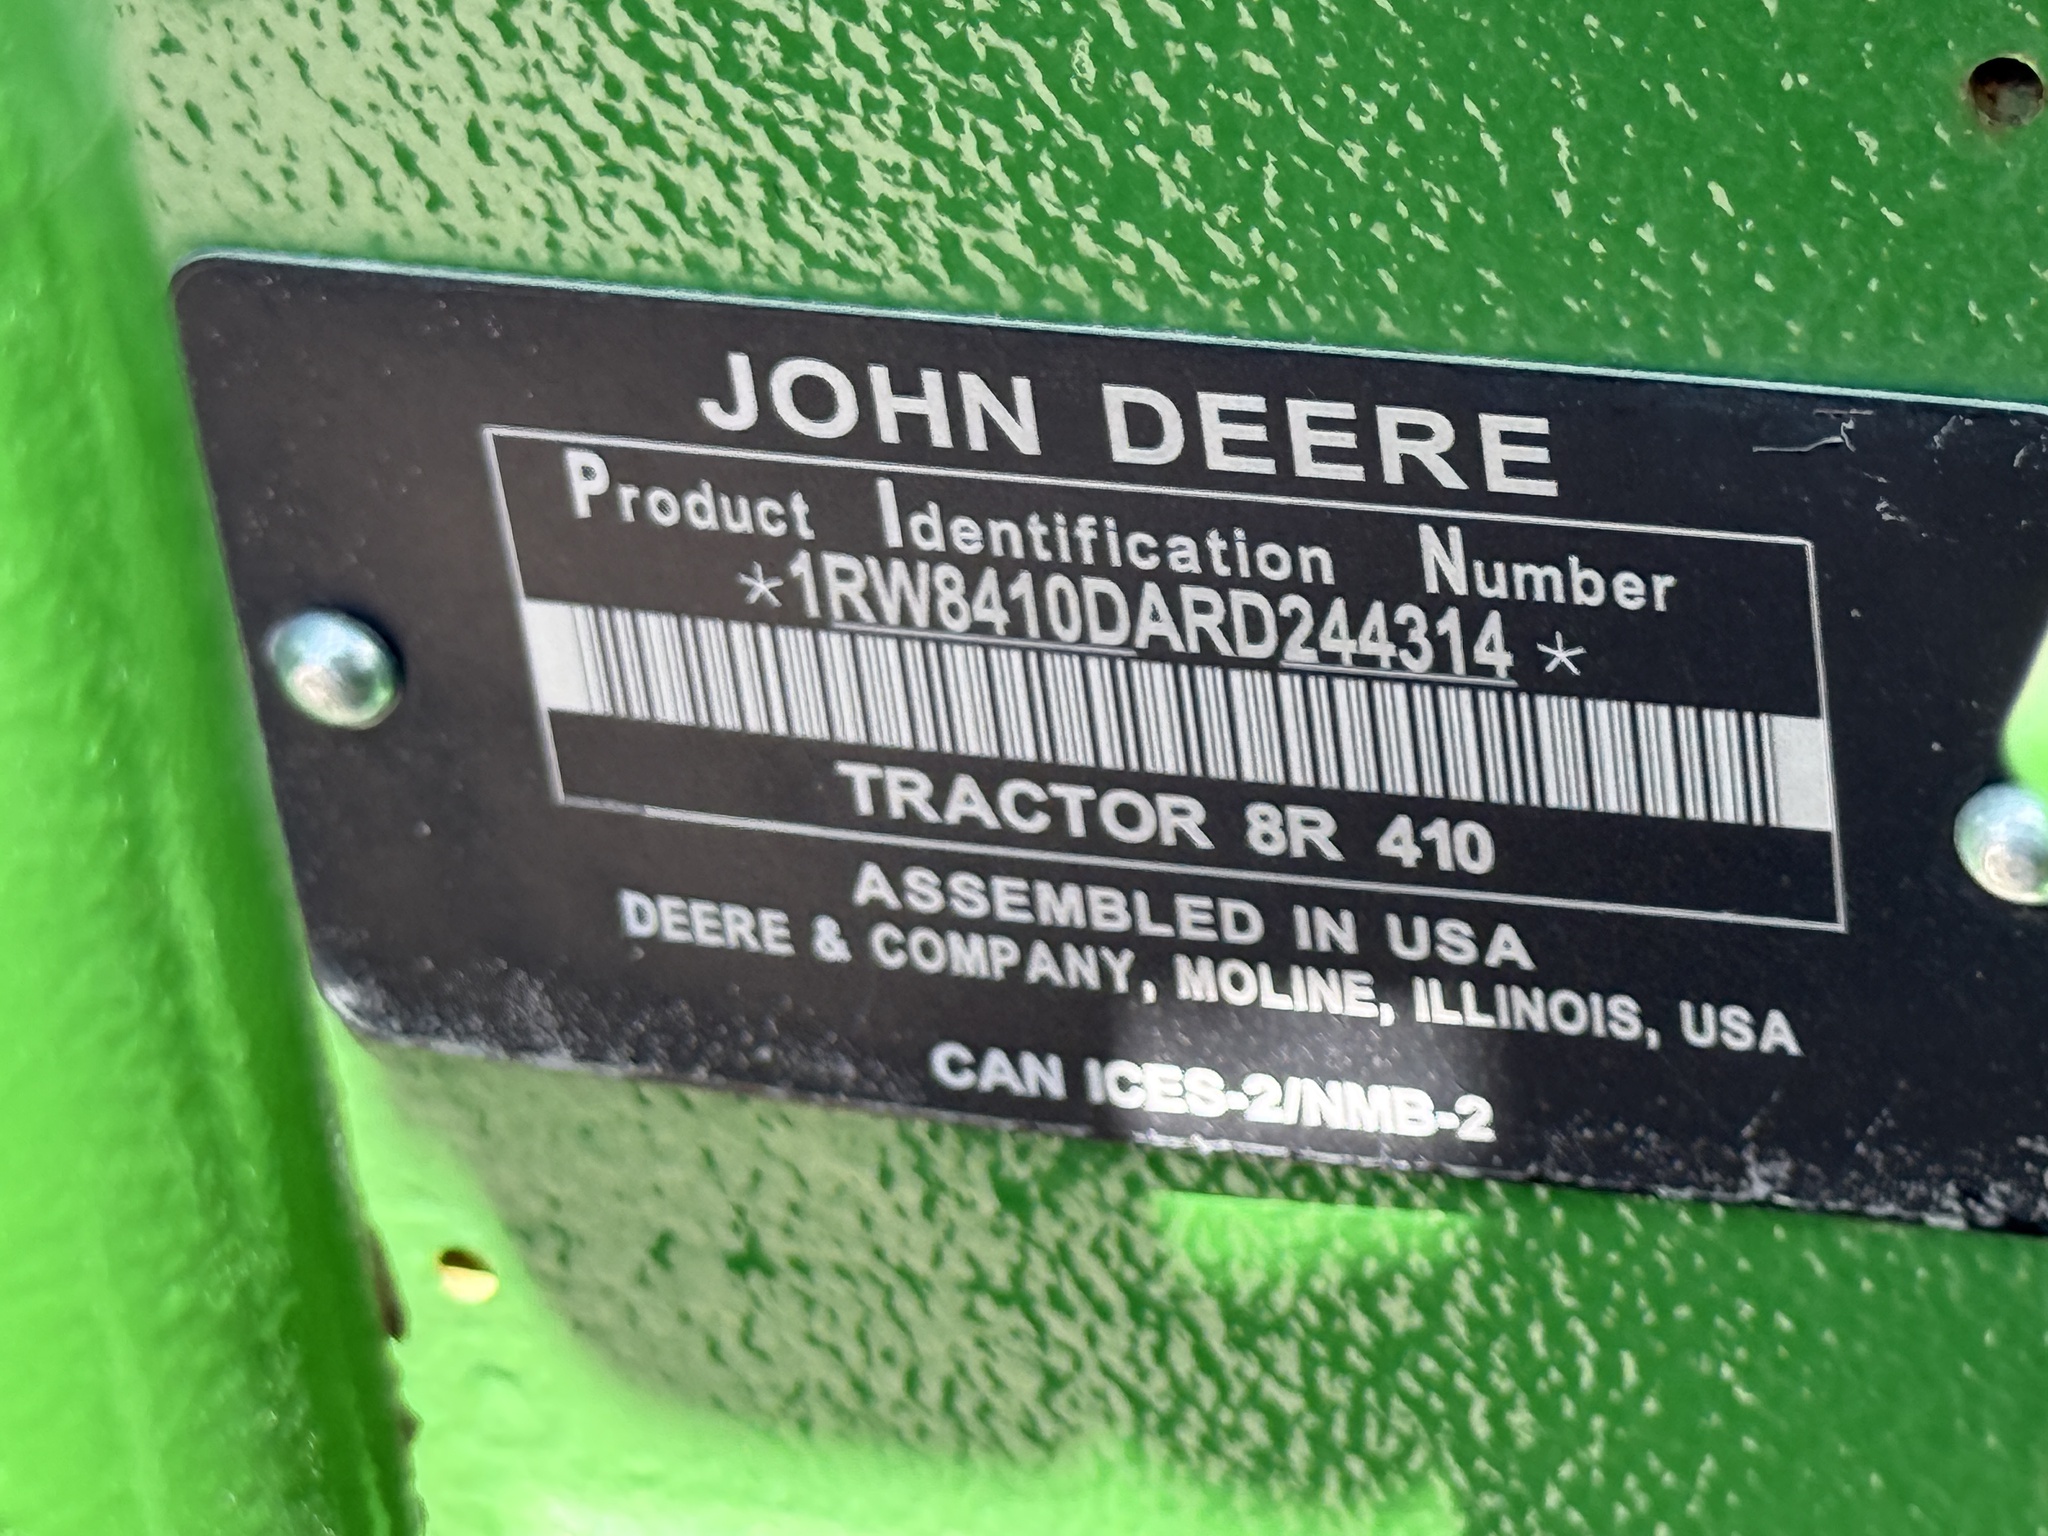 JOHN DEERE
Product Identification Number
*1RW8410DARD244314*
TRACTOR 8R 410
ASSEMBLED IN USA
DEERE & COMPANY, MOLINE, ILLINOIS, USA
CAN ICES-2/NMB-2